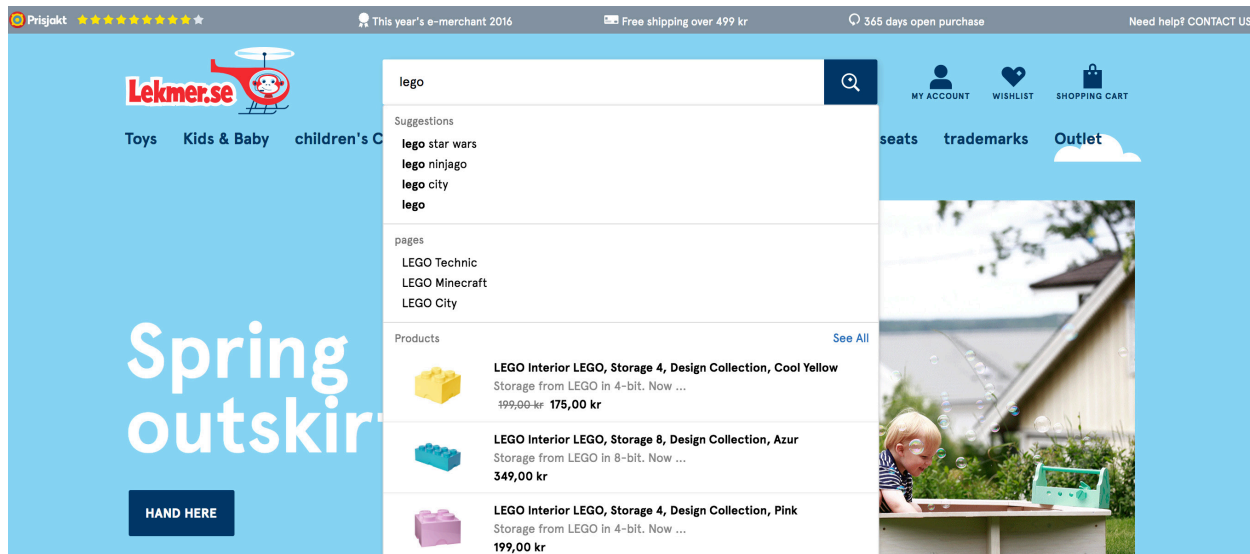 Prisjakt
This year's e-merchant 2016
Free shipping over 499 kr
365 days open purchase
Need help? CONTACT US
Lekmer.se
lego
MY ACCOUNT
WISHLIST
SHOPPING CART
Toys
Kids & Baby
children's C
seats
trademarks
Outlet
Suggestions
lego star wars
lego ninjago
lego city
lego
pages
LEGO Technic
LEGO Minecraft
LEGO City
Products
See All
LEGO Interior LEGO, Storage 4, Design Collection, Cool Yellow
Storage from LEGO in 4-bit. Now ...
199,00 kr 175,00 kr
LEGO Interior LEGO, Storage 8, Design Collection, Azur
Storage from LEGO in 8-bit. Now ...
349,00 kr
LEGO Interior LEGO, Storage 4, Design Collection, Pink
Storage from LEGO in 4-bit. Now ...
199,00 kr
Spring
outskir
HAND HERE